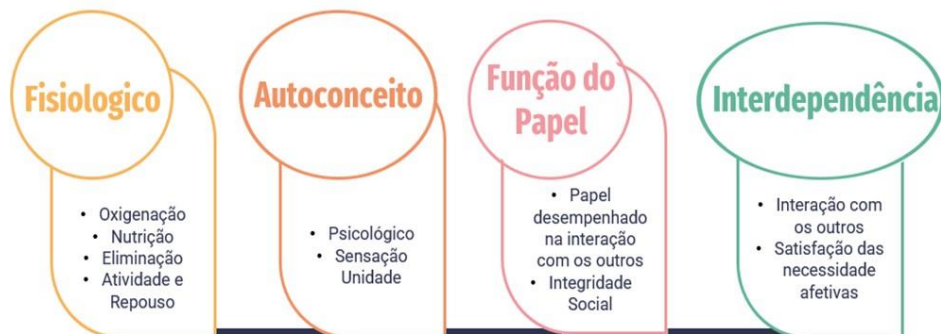 Fisiologico
• Oxigenação
• Nutrição
• Eliminação
• Atividade e
Repouso
Autoconceito
• Psicológico
• Sensação
Unidade
Função do
Papel
• Papel
desempenhado
na interação
com os outros
• Integridade
Social
Interdependência
• Interação com
os outros
• Satisfação das
necessidade
afetivas